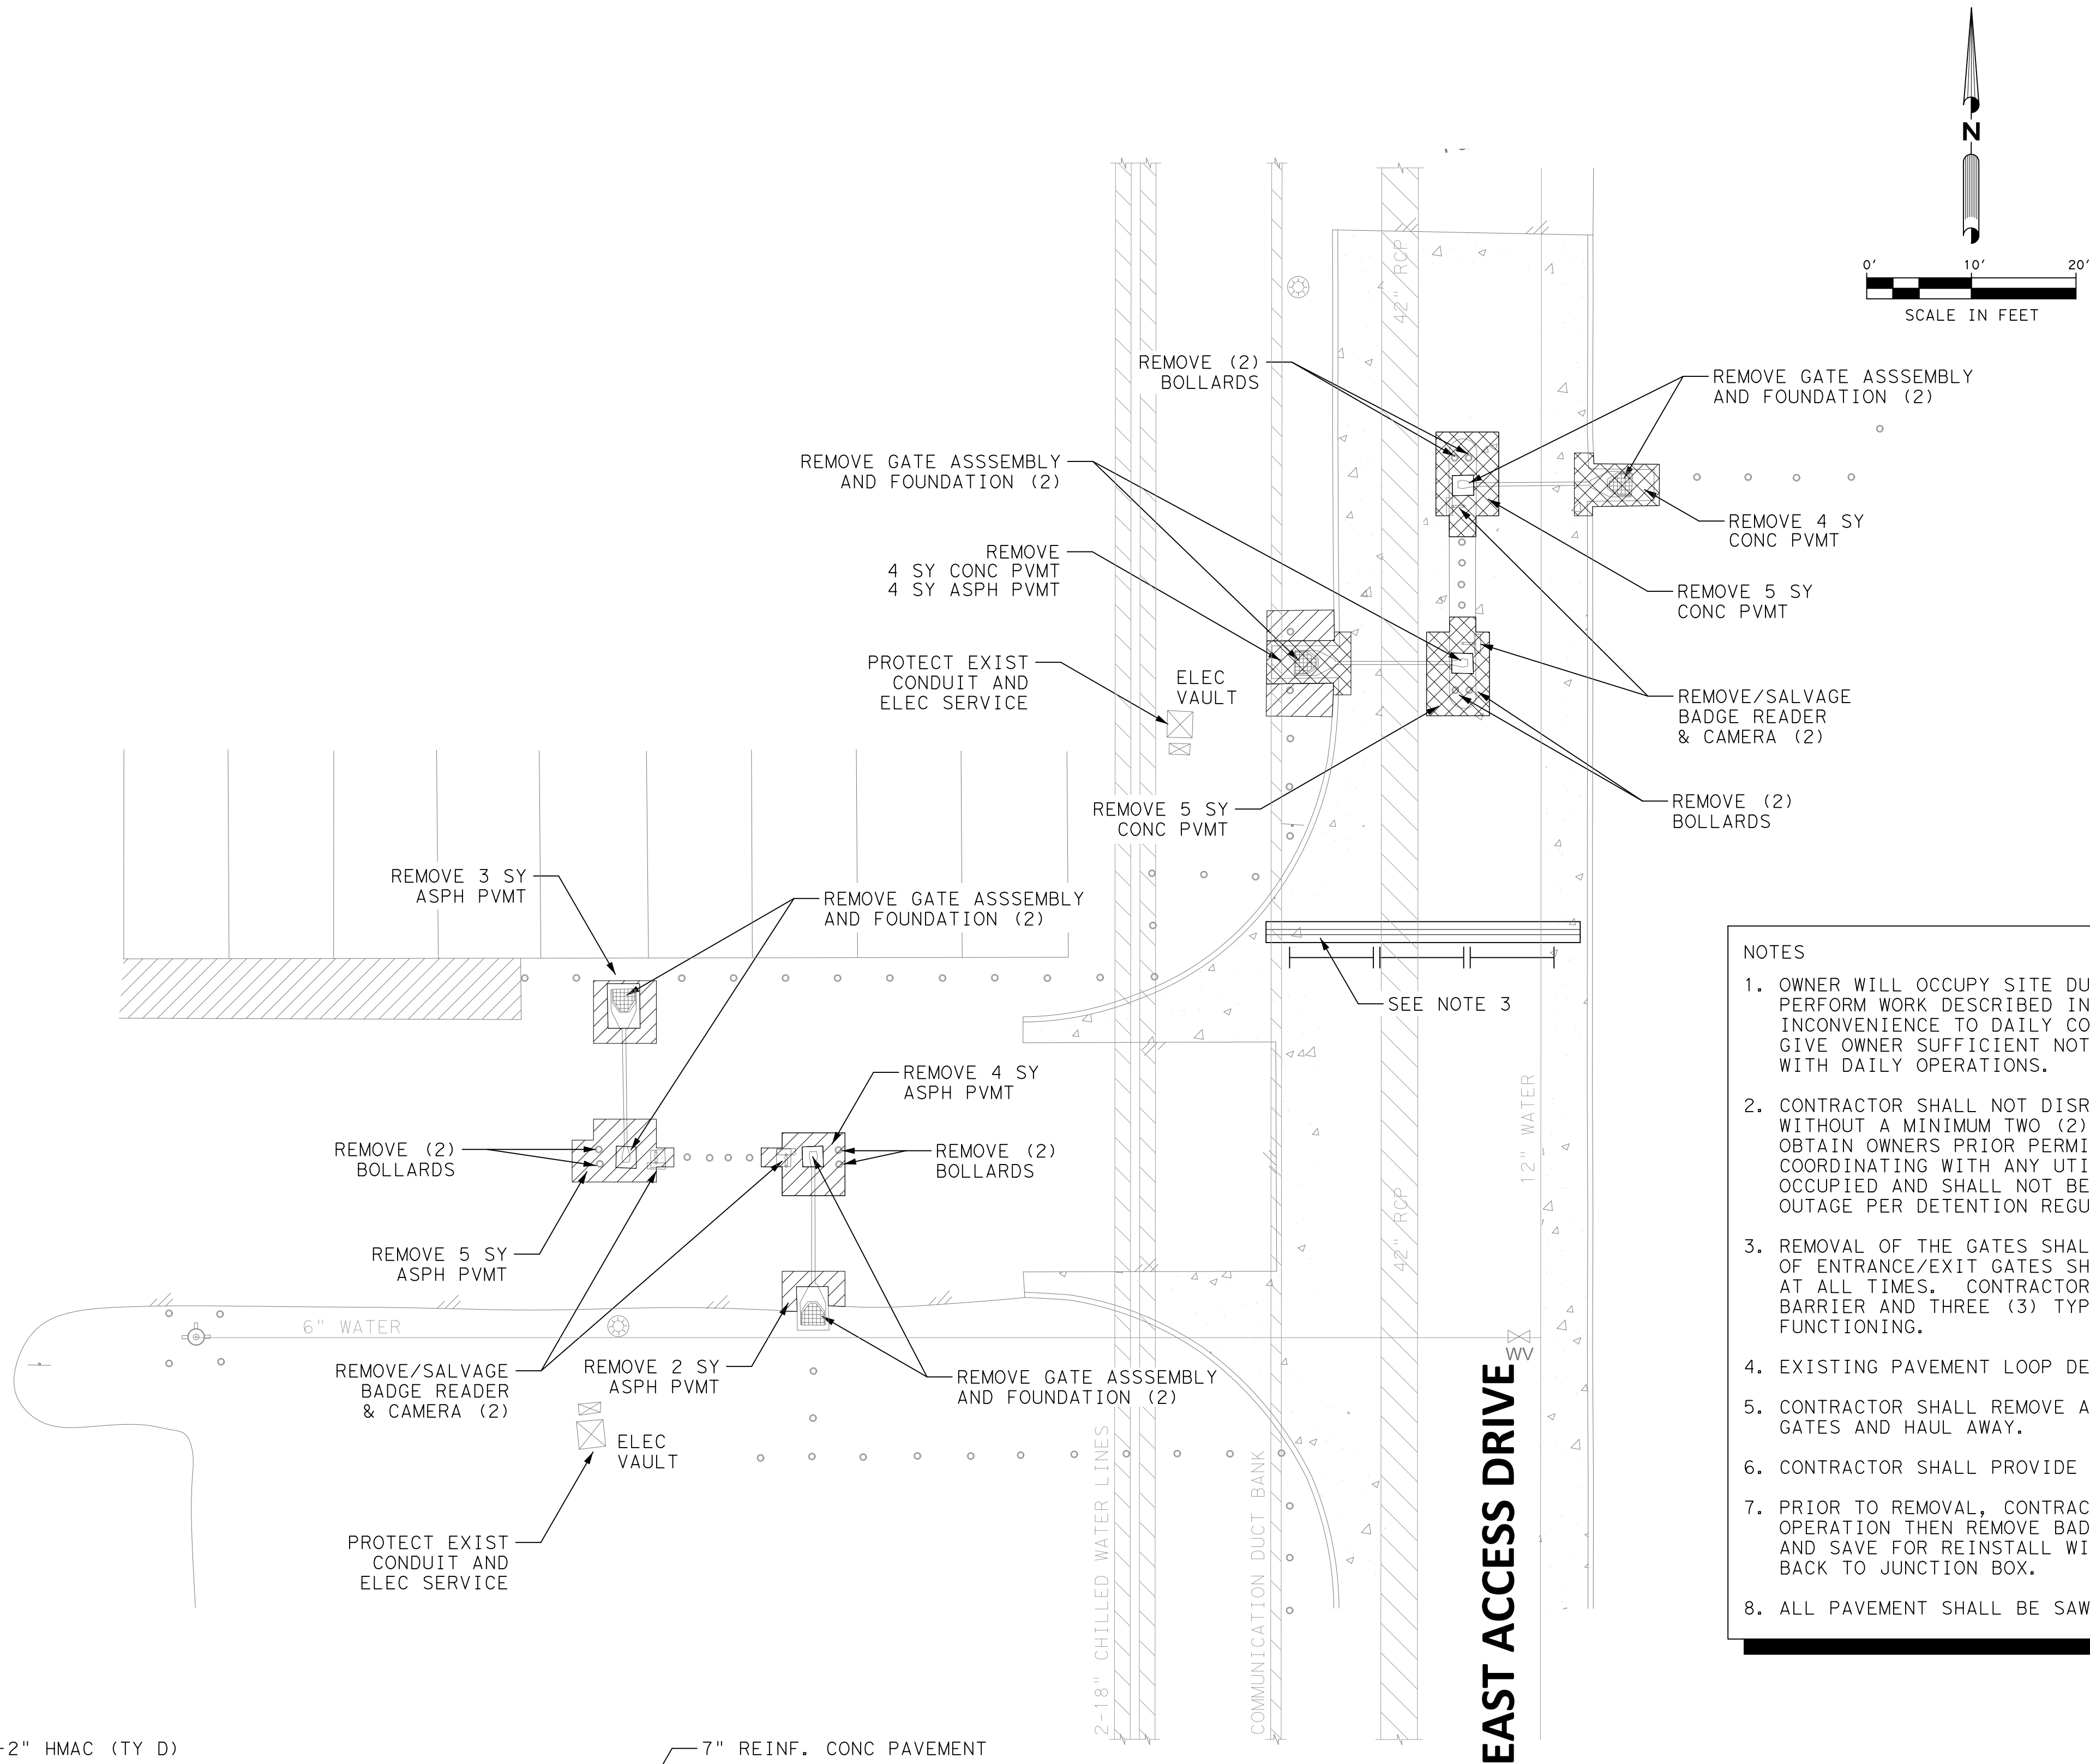 N
0' 10' 20'
SCALE IN FEET
42" RCP
REMOVE (2)
BOLLARDS
REMOVE GATE ASSSEMBLY
AND FOUNDATION (2)
REMOVE GATE ASSSEMBLY
AND FOUNDATION (2)
REMOVE 4 SY
CONC PVMT
REMOVE
4 SY CONC PVMT
4 SY ASPH PVMT
REMOVE 5 SY
CONC PVMT
PROTECT EXIST
CONDUIT AND
ELEC SERVICE
ELEC
VAULT
REMOVE/SALVAGE
BADGE READER
& CAMERA (2)
REMOVE 5 SY
CONC PVMT
REMOVE (2)
BOLLARDS
REMOVE 3 SY
ASPH PVMT
REMOVE GATE ASSSEMBLY
AND FOUNDATION (2)
SEE NOTE 3
REMOVE 4 SY
ASPH PVMT
12" WATER
REMOVE (2)
BOLLARDS
REMOVE (2)
BOLLARDS
42" RCP
REMOVE 5 SY
ASPH PVMT
6" WATER
WV
REMOVE/SALVAGE
BADGE READER
& CAMERA (2)
REMOVE 2 SY
ASPH PVMT
REMOVE GATE ASSSEMBLY
AND FOUNDATION (2)
ELEC
VAULT
PROTECT EXIST
CONDUIT AND
ELEC SERVICE
2-18" CHILLED WATER LINES
COMMUNICATION DUCT BANK
EAST ACCESS DRIVE
NOTES
1. OWNER WILL OCCUPY SITE DU
PERFORM WORK DESCRIBED IN
INCONVENIENCE TO DAILY CO
GIVE OWNER SUFFICIENT NOT
WITH DAILY OPERATIONS.
2. CONTRACTOR SHALL NOT DISR
WITHOUT A MINIMUM TWO (2)
OBTAIN OWNERS PRIOR PERMI
COORDINATING WITH ANY UTI
OCCUPIED AND SHALL NOT BE
OUTAGE PER DETENTION REGU
3. REMOVAL OF THE GATES SHAL
OF ENTRANCE/EXIT GATES SH
AT ALL TIMES. CONTRACTOR
BARRIER AND THREE (3) TYP
FUNCTIONING.
4. EXISTING PAVEMENT LOOP DE
5. CONTRACTOR SHALL REMOVE A
GATES AND HAUL AWAY.
6. CONTRACTOR SHALL PROVIDE
7. PRIOR TO REMOVAL, CONTRAC
OPERATION THEN REMOVE BAD
AND SAVE FOR REINSTALL WI
BACK TO JUNCTION BOX.
8. ALL PAVEMENT SHALL BE SAW
2" HMAC (TY D)
7" REINF. CONC PAVEMENT